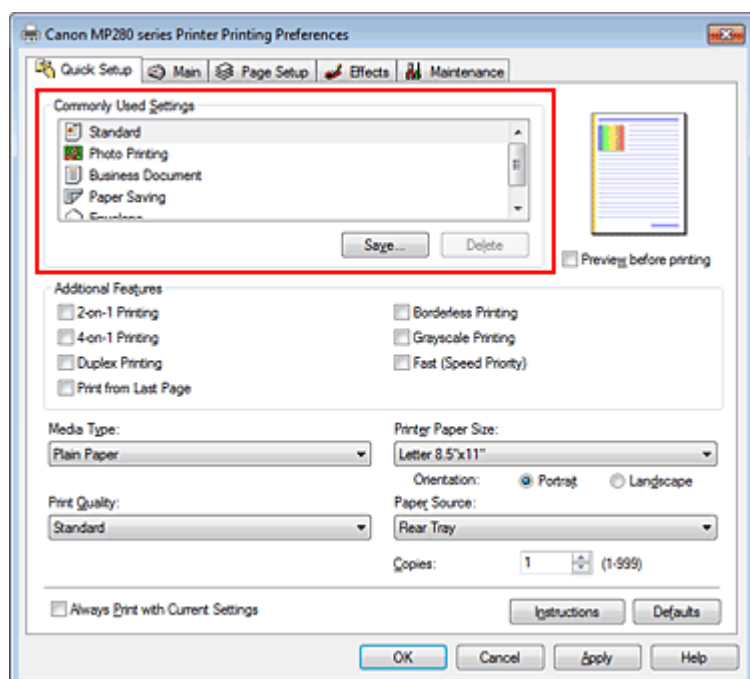 Canon MP280 series Printer Printing Preferences
Quick Setup Main Page Setup Effects Maintenance
Commonly Used Settings
Standard
Photo Printing
Business Document
Paper Saving
Envelope
Save... Delete
Preview before printing
Additional Features
2-on-1 Printing
4-on-1 Printing
Duplex Printing
Print from Last Page
Borderless Printing
Grayscale Printing
Fast (Speed Priority)
Media Type:
Plain Paper
Printer Paper Size:
Letter 8.5"x11"
Orientation: Portrait Landscape
Print Quality:
Standard
Paper Source:
Rear Tray
Copies: 1 (1-999)
Always Print with Current Settings
Instructions Defaults
OK Cancel Apply Help